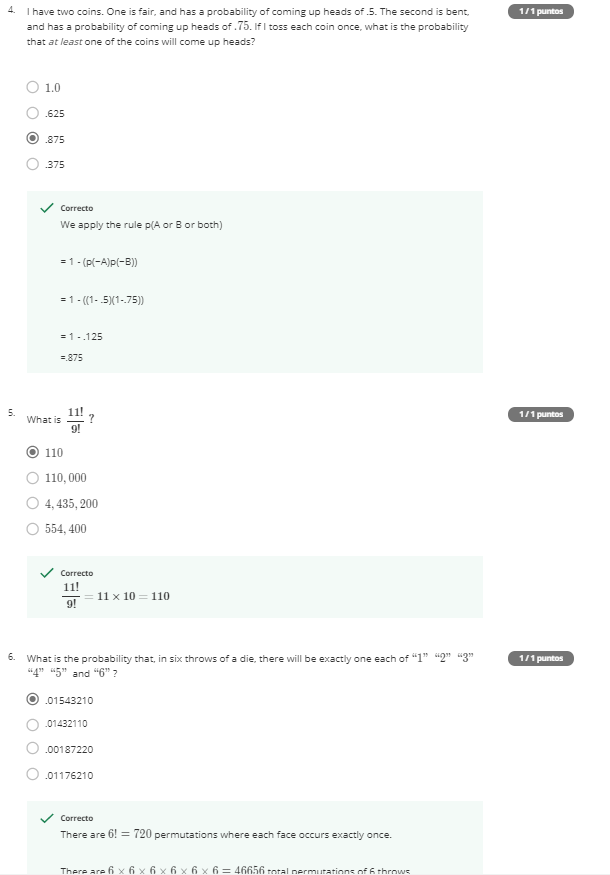 4. I have two coins. One is fair, and has a probability of coming up heads of .5. The second is bent, 1 / 1 puntos
and has a probability of coming up heads of .75. If I toss each coin once, what is the probability
that at least one of the coins will come up heads?
1.0
.625
.875
.375
Correcto
We apply the rule p(A or B or both)
= 1 - (p(~A)p(~B))
= 1 - ((1- .5)(1-.75))
= 1 - .125
=.875
5. What is 11!/9! ? 1 / 1 puntos
110
110, 000
4, 435, 200
554, 400
Correcto
11!/9! = 11 × 10 = 110
6. What is the probability that, in six throws of a die, there will be exactly one each of “1” “2” “3” 1 / 1 puntos
“4” “5” and “6” ?
.01543210
.01432110
.00187220
.01176210
Correcto
There are 6! = 720 permutations where each face occurs exactly once.
There are 6 × 6 × 6 × 6 × 6 × 6 = 46656 total permutations of 6 throws.